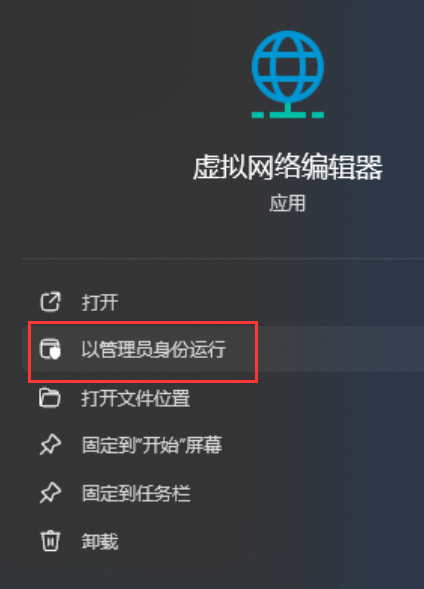 虚拟网络编辑器
应用
打开
以管理员身份运行
打开文件位置
固定到"开始"屏幕
固定到任务栏
卸载